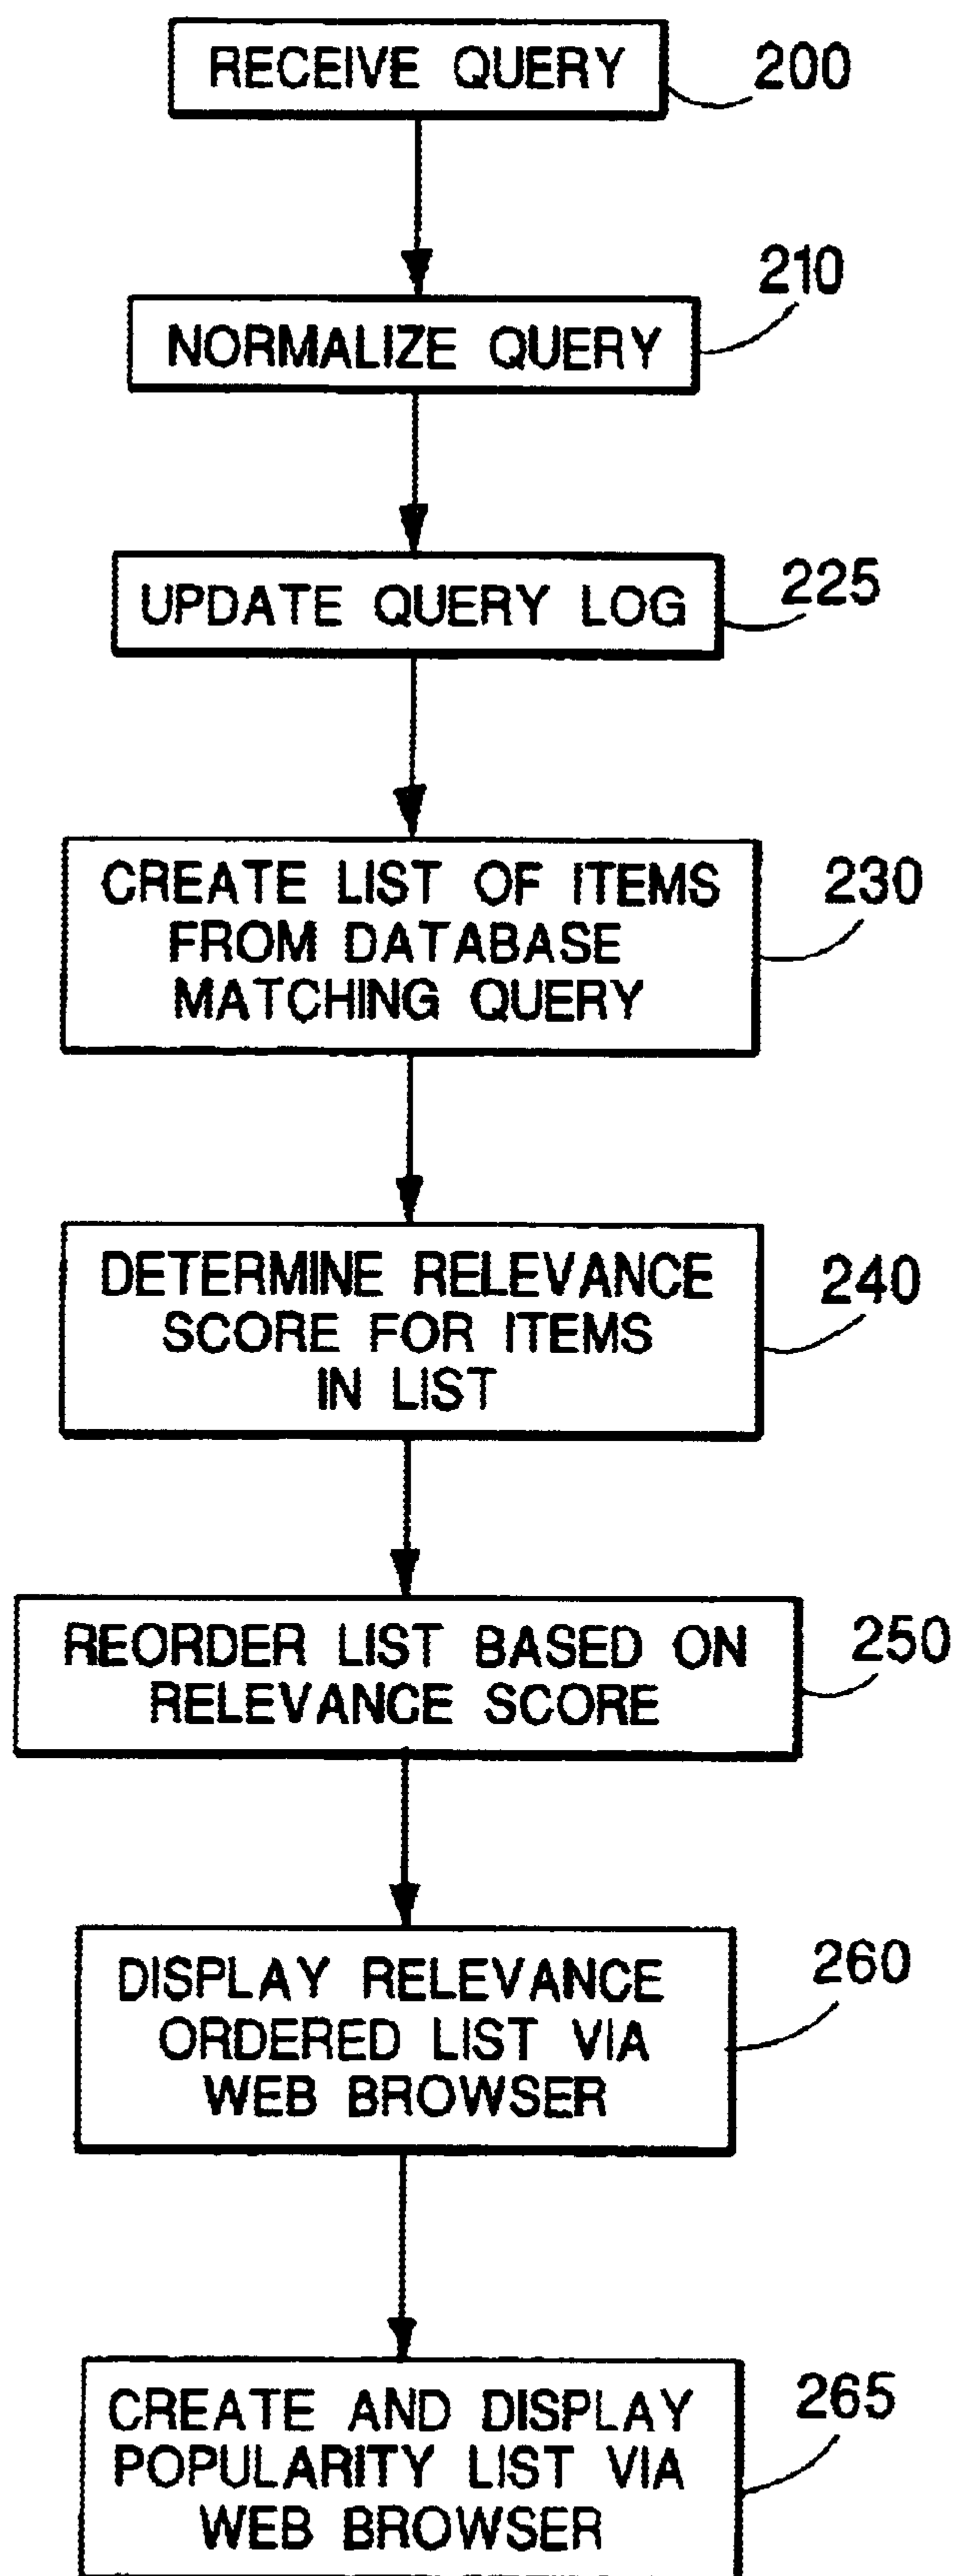 RECEIVE QUERY
200
NORMALIZE QUERY
210
UPDATE QUERY LOG
225
CREATE LIST OF ITEMS
FROM DATABASE
MATCHING QUERY
230
DETERMINE RELEVANCE
SCORE FOR ITEMS
IN LIST
240
REORDER LIST BASED ON
RELEVANCE SCORE
250
DISPLAY RELEVANCE
ORDERED LIST VIA
WEB BROWSER
260
CREATE AND DISPLAY
POPULARITY LIST VIA
WEB BROWSER
265